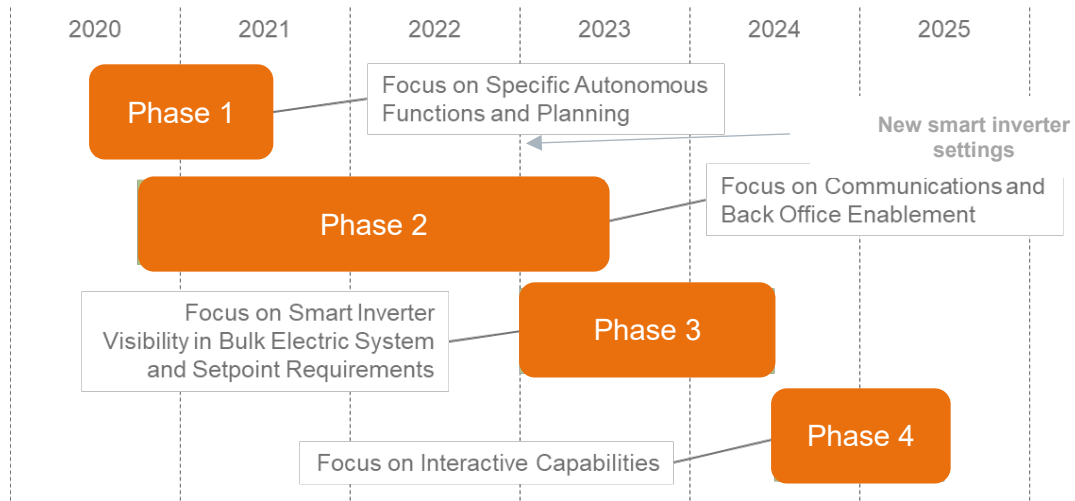 2020 2021 2022 2023 2024 2025
Phase 1
Focus on Specific Autonomous
Functions and Planning
New smart inverter
settings
Phase 2
Focus on Communications and
Back Office Enablement
Focus on Smart Inverter
Visibility in Bulk Electric System
and Setpoint Requirements
Phase 3
Focus on Interactive Capabilities
Phase 4